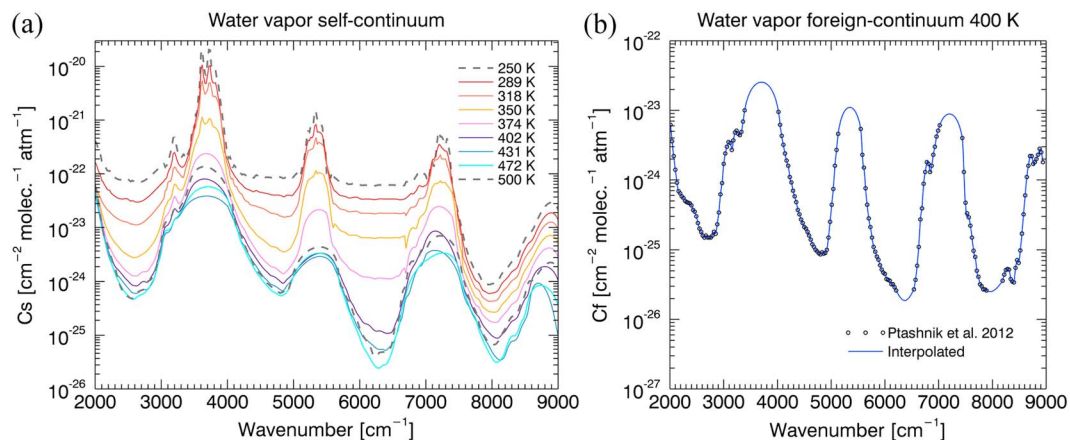 (a)
Water vapor self-continuum
10⁻²⁰
10⁻²¹
10⁻²²
10⁻²³
10⁻²⁴
10⁻²⁵
10⁻²⁶
Cs [cm⁻² molec.⁻¹ atm⁻¹]
250 K
289 K
318 K
350 K
374 K
402 K
431 K
472 K
500 K
2000 3000 4000 5000 6000 7000 8000 9000
Wavenumber [cm⁻¹]
(b)
Water vapor foreign-continuum 400 K
10⁻²²
10⁻²³
10⁻²⁴
10⁻²⁵
10⁻²⁶
10⁻²⁷
Cf [cm⁻² molec.⁻¹ atm⁻¹]
Ptashnik et al. 2012
Interpolated
2000 3000 4000 5000 6000 7000 8000 9000
Wavenumber [cm⁻¹]